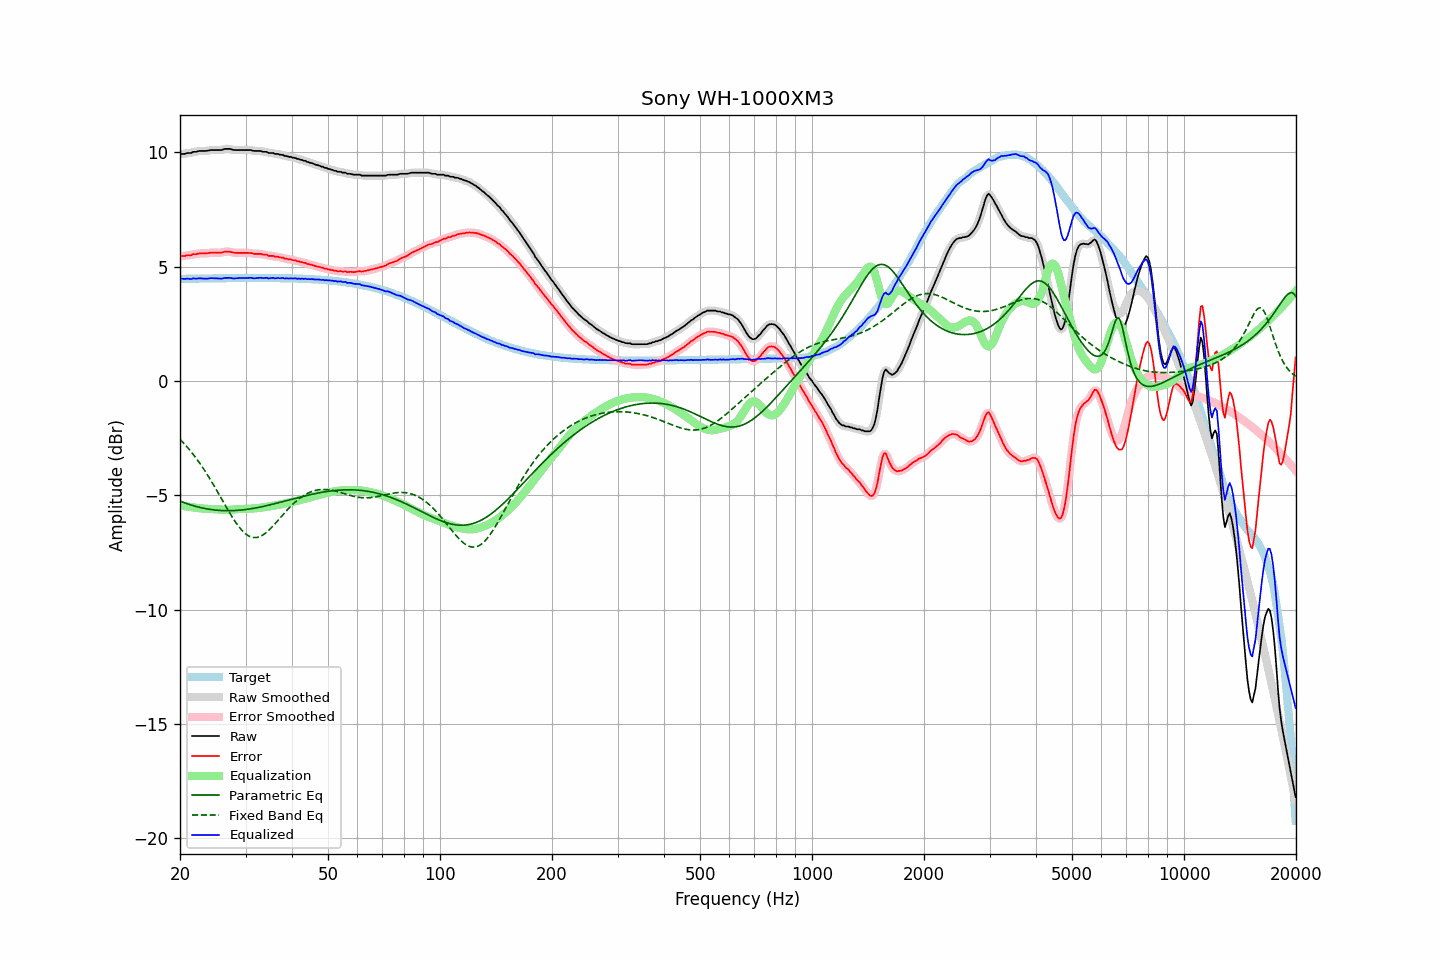 Sony WH-1000XM3
10
5
0
−5
−10
−15
−20
Amplitude (dBr)
Target
Raw Smoothed
Error Smoothed
Raw
Error
Equalization
Parametric Eq
Fixed Band Eq
Equalized
20 50 100 200 500 1000 2000 5000 10000 20000
Frequency (Hz)